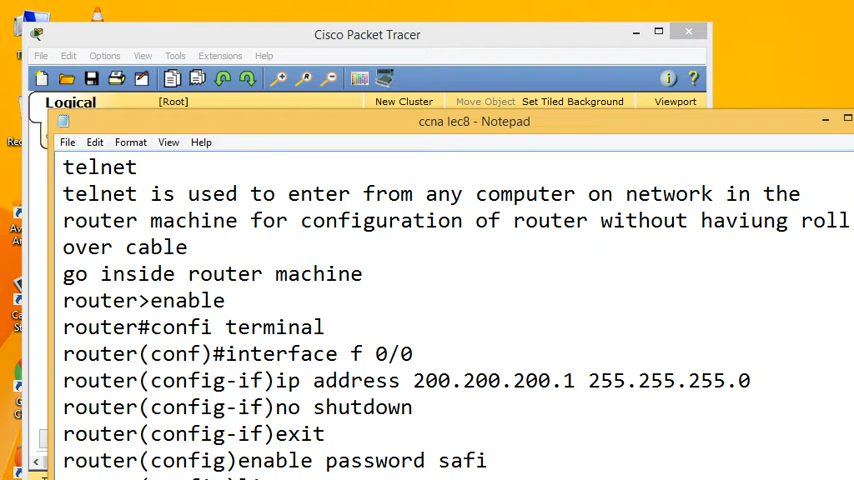 Cisco Packet Tracer
File Edit Options View Tools Extensions Help
Logical [Root] New Cluster Move Object Set Tiled Background Viewport
ccna lec8 - Notepad
File Edit Format View Help
telnet
telnet is used to enter from any computer on network in the
router machine for configuration of router without haviung roll
over cable
go inside router machine
router>enable
router#confi terminal
router(conf)#interface f 0/0
router(config-if)ip address 200.200.200.1 255.255.255.0
router(config-if)no shutdown
router(config-if)exit
router(config)enable password safi